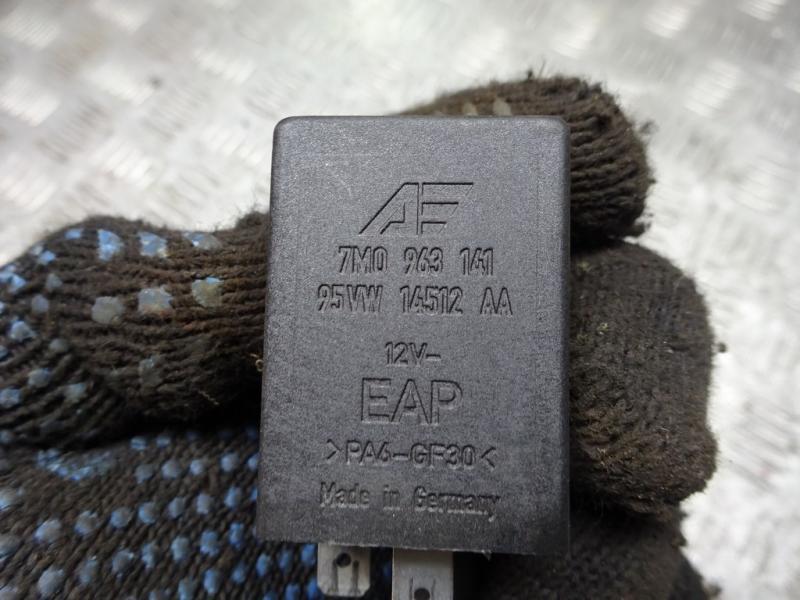 AF
7M0 963 141
95VW 14512 AA
12V-
EAP
>PA6-GF30<
Made in Germany